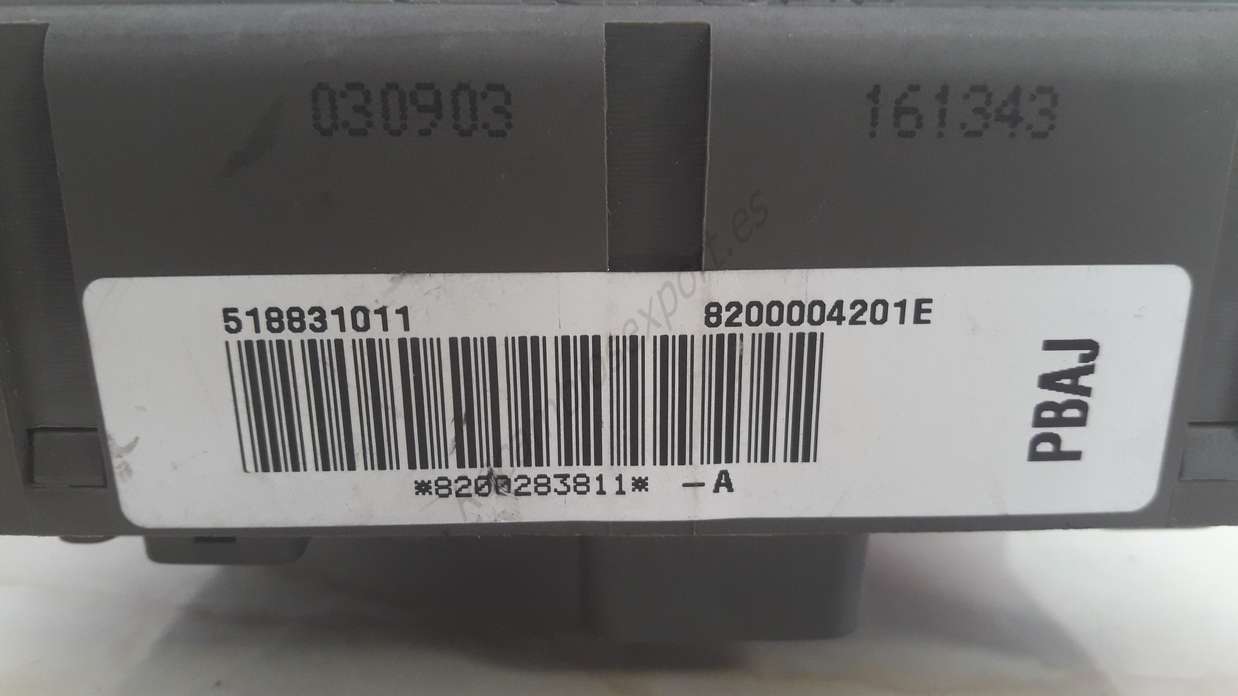 030903 161343
518831011 8200004201E
*8200283811* -A
PBAJ